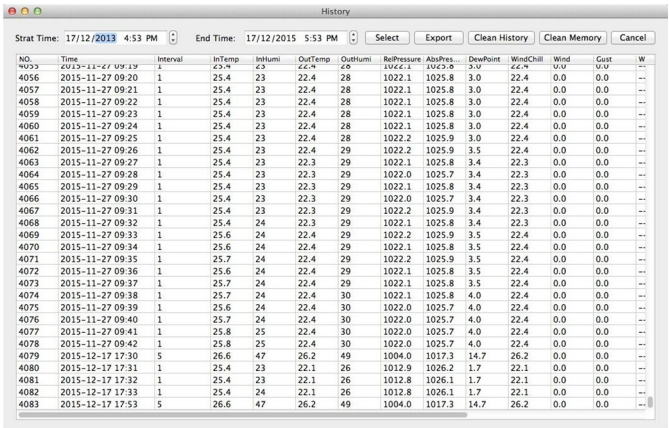 History
Strat Time: 17/12/2013 4:53 PM End Time: 17/12/2015 5:53 PM Select Export Clean History Clean Memory Cancel
NO. Time Interval InTemp InHumi OutTemp OutHumi RelPressure AbsPres... DewPoint WindChill Wind Gust W
4055 2015-11-27 09:19 1 25.4 23 22.4 28 1022.1 1025.8 3.0 22.4 0.0 0.0 --
4056 2015-11-27 09:20 1 25.4 23 22.4 28 1022.1 1025.8 3.0 22.4 0.0 0.0 --
4057 2015-11-27 09:21 1 25.4 23 22.4 28 1022.1 1025.8 3.0 22.4 0.0 0.0 --
4058 2015-11-27 09:22 1 25.4 23 22.4 28 1022.1 1025.8 3.0 22.4 0.0 0.0 --
4059 2015-11-27 09:23 1 25.4 23 22.4 28 1022.1 1025.8 3.0 22.4 0.0 0.0 --
4060 2015-11-27 09:24 1 25.4 23 22.4 28 1022.1 1025.8 3.0 22.4 0.0 0.0 --
4061 2015-11-27 09:25 1 25.4 23 22.4 28 1022.2 1025.9 3.0 22.4 0.0 0.0 --
4062 2015-11-27 09:26 1 25.4 23 22.4 29 1022.2 1025.9 3.5 22.4 0.0 0.0 --
4063 2015-11-27 09:27 1 25.4 23 22.3 29 1022.1 1025.8 3.4 22.3 0.0 0.0 --
4064 2015-11-27 09:28 1 25.4 23 22.3 29 1022.0 1025.7 3.4 22.3 0.0 0.0 --
4065 2015-11-27 09:29 1 25.4 23 22.3 29 1022.1 1025.8 3.4 22.3 0.0 0.0 --
4066 2015-11-27 09:30 1 25.4 23 22.3 29 1022.0 1025.7 3.4 22.3 0.0 0.0 --
4067 2015-11-27 09:31 1 25.4 23 22.3 29 1022.2 1025.9 3.4 22.3 0.0 0.0 --
4068 2015-11-27 09:32 1 25.4 24 22.3 29 1022.1 1025.8 3.4 22.3 0.0 0.0 --
4069 2015-11-27 09:33 1 25.6 24 22.4 29 1022.2 1025.9 3.5 22.4 0.0 0.0 --
4070 2015-11-27 09:34 1 25.6 24 22.4 29 1022.1 1025.8 3.5 22.4 0.0 0.0 --
4071 2015-11-27 09:35 1 25.7 24 22.4 29 1022.2 1025.9 3.5 22.4 0.0 0.0 --
4072 2015-11-27 09:36 1 25.6 24 22.4 29 1022.1 1025.8 3.5 22.4 0.0 0.0 --
4073 2015-11-27 09:37 1 25.7 24 22.4 29 1022.1 1025.8 3.5 22.4 0.0 0.0 --
4074 2015-11-27 09:38 1 25.7 24 22.4 30 1022.1 1025.8 4.0 22.4 0.0 0.0 --
4075 2015-11-27 09:39 1 25.6 24 22.4 30 1022.0 1025.7 4.0 22.4 0.0 0.0 --
4076 2015-11-27 09:40 1 25.7 24 22.4 30 1022.0 1025.7 4.0 22.4 0.0 0.0 --
4077 2015-11-27 09:41 1 25.8 25 22.4 30 1022.0 1025.7 4.0 22.4 0.0 0.0 --
4078 2015-11-27 09:42 1 25.8 25 22.4 30 1022.0 1025.7 4.0 22.4 0.0 0.0 --
4079 2015-12-17 17:30 5 26.6 47 26.2 49 1004.0 1017.3 14.7 26.2 0.0 0.0 --
4080 2015-12-17 17:31 1 25.4 23 22.1 26 1012.9 1026.2 1.7 22.1 0.0 0.0 --
4081 2015-12-17 17:32 1 25.4 23 22.1 26 1012.8 1026.1 1.7 22.1 0.0 0.0 --
4082 2015-12-17 17:33 1 25.4 24 22.1 26 1012.8 1026.1 1.7 22.1 0.0 0.0 --
4083 2015-12-17 17:53 5 26.6 47 26.2 49 1004.0 1017.3 14.7 26.2 0.0 0.0 --